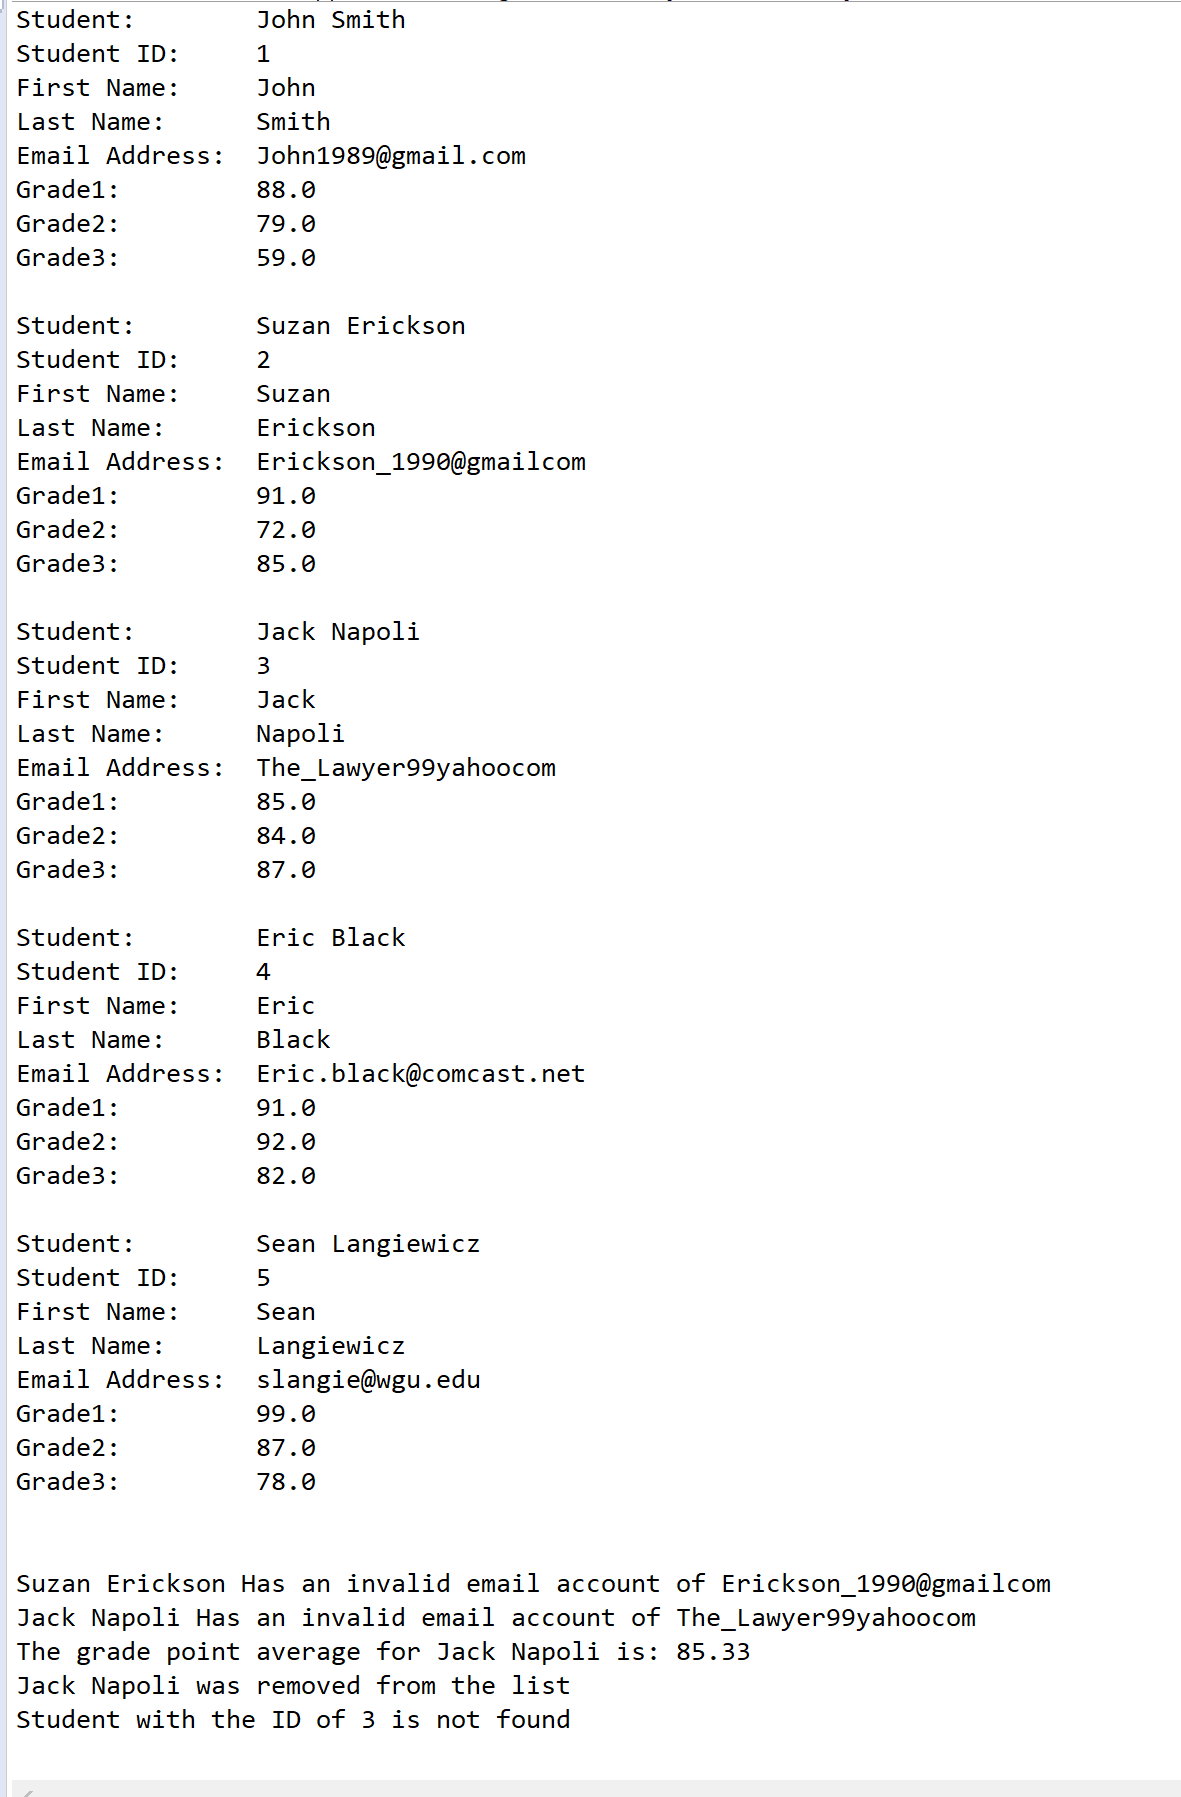 Student: John Smith
Student ID: 1
First Name: John
Last Name: Smith
Email Address: John1989@gmail.com
Grade1: 88.0
Grade2: 79.0
Grade3: 59.0
Student: Suzan Erickson
Student ID: 2
First Name: Suzan
Last Name: Erickson
Email Address: Erickson_1990@gmailcom
Grade1: 91.0
Grade2: 72.0
Grade3: 85.0
Student: Jack Napoli
Student ID: 3
First Name: Jack
Last Name: Napoli
Email Address: The_Lawyer99yahoocom
Grade1: 85.0
Grade2: 84.0
Grade3: 87.0
Student: Eric Black
Student ID: 4
First Name: Eric
Last Name: Black
Email Address: Eric.black@comcast.net
Grade1: 91.0
Grade2: 92.0
Grade3: 82.0
Student: Sean Langiewicz
Student ID: 5
First Name: Sean
Last Name: Langiewicz
Email Address: slangie@wgu.edu
Grade1: 99.0
Grade2: 87.0
Grade3: 78.0
Suzan Erickson Has an invalid email account of Erickson_1990@gmailcom
Jack Napoli Has an invalid email account of The_Lawyer99yahoocom
The grade point average for Jack Napoli is: 85.33
Jack Napoli was removed from the list
Student with the ID of 3 is not found